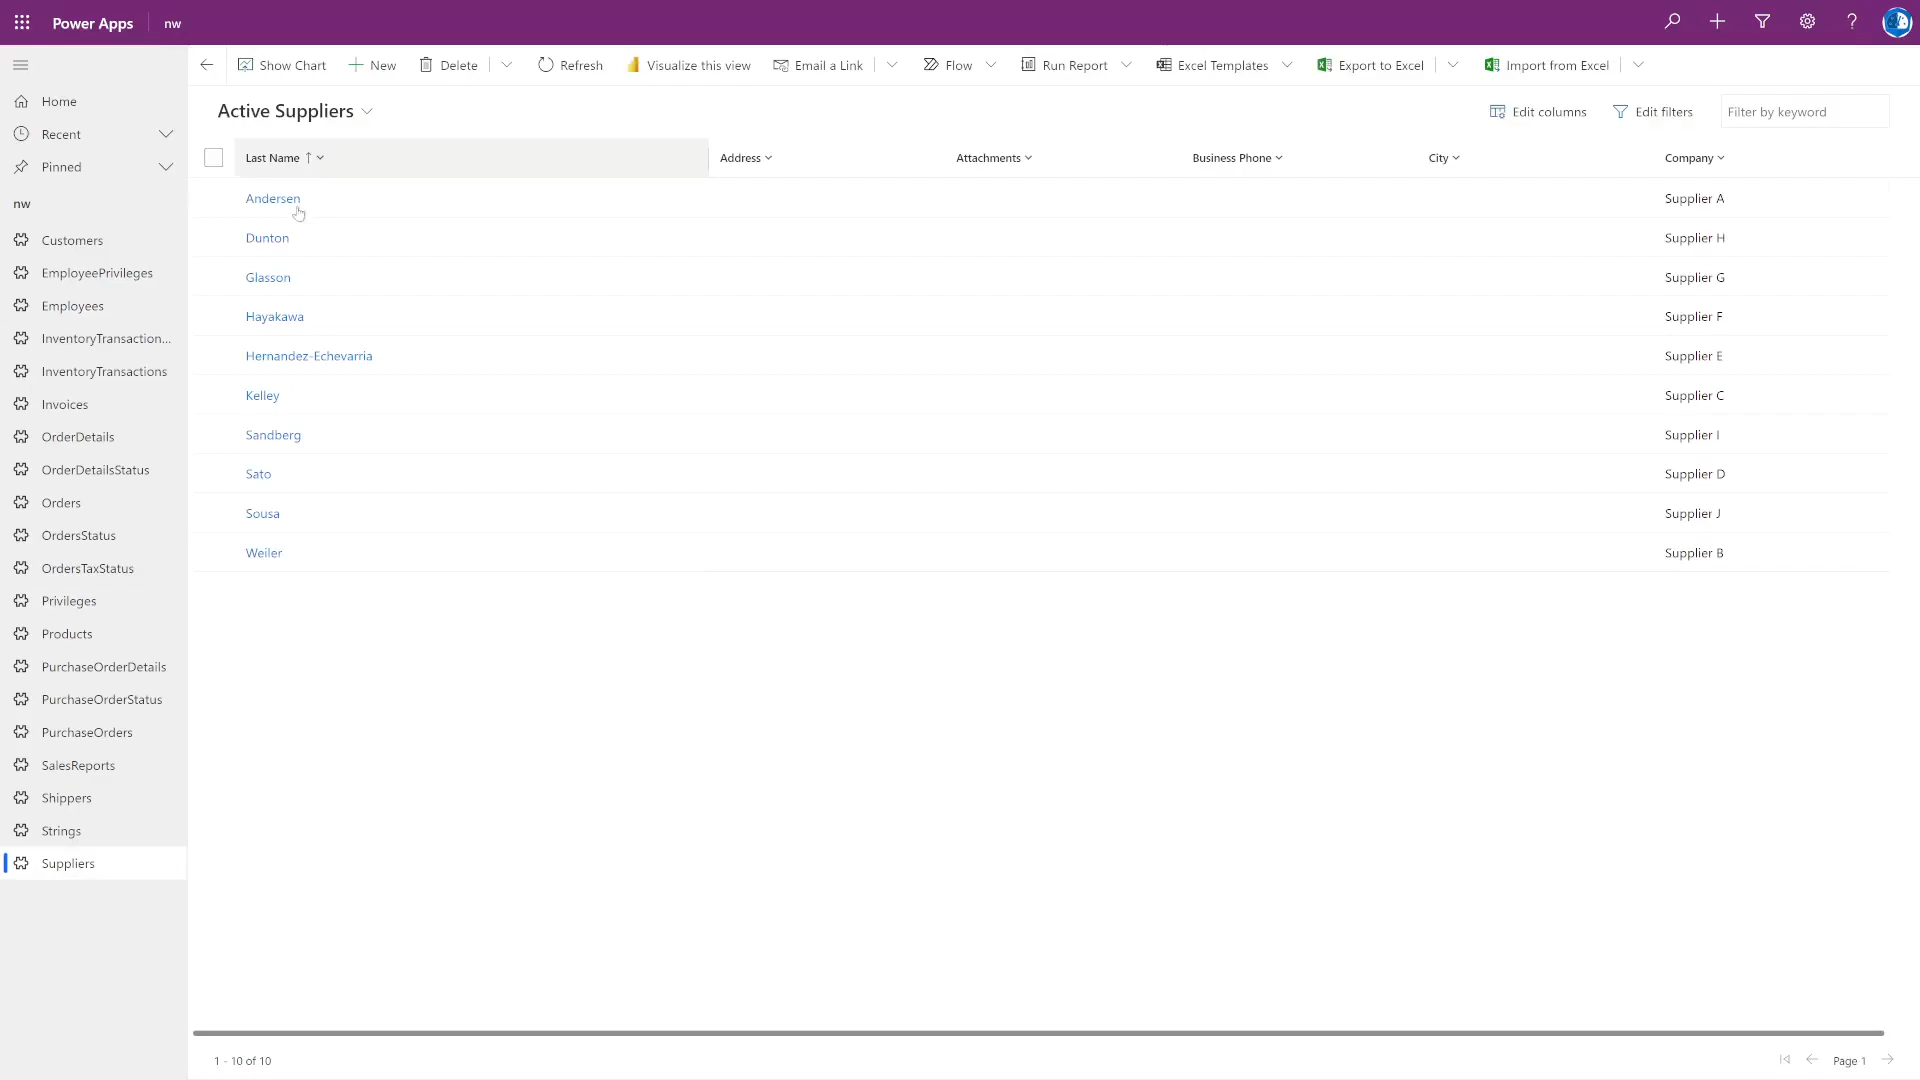 Power Apps nw
Show Chart New Delete Refresh Visualize this view Email a Link Flow Run Report Excel Templates Export to Excel Import from Excel
Home
Recent
Pinned
nw
Customers
EmployeePrivileges
Employees
InventoryTransaction...
InventoryTransactions
Invoices
OrderDetails
OrderDetailsStatus
Orders
OrdersStatus
OrdersTaxStatus
Privileges
Products
PurchaseOrderDetails
PurchaseOrderStatus
PurchaseOrders
SalesReports
Shippers
Strings
Suppliers
Active Suppliers Edit columns Edit filters Filter by keyword
Last Name Address Attachments Business Phone City Company
Andersen Supplier A
Dunton Supplier H
Glasson Supplier G
Hayakawa Supplier F
Hernandez-Echevarria Supplier E
Kelley Supplier C
Sandberg Supplier I
Sato Supplier D
Sousa Supplier J
Weiler Supplier B
1 - 10 of 10 Page 1